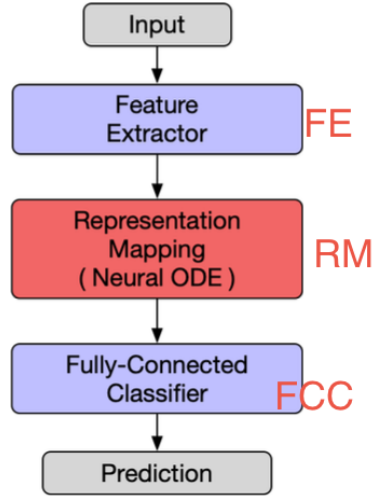 Input
Feature
Extractor
FE
Representation
Mapping
( Neural ODE )
RM
Fully-Connected
Classifier
FCC
Prediction